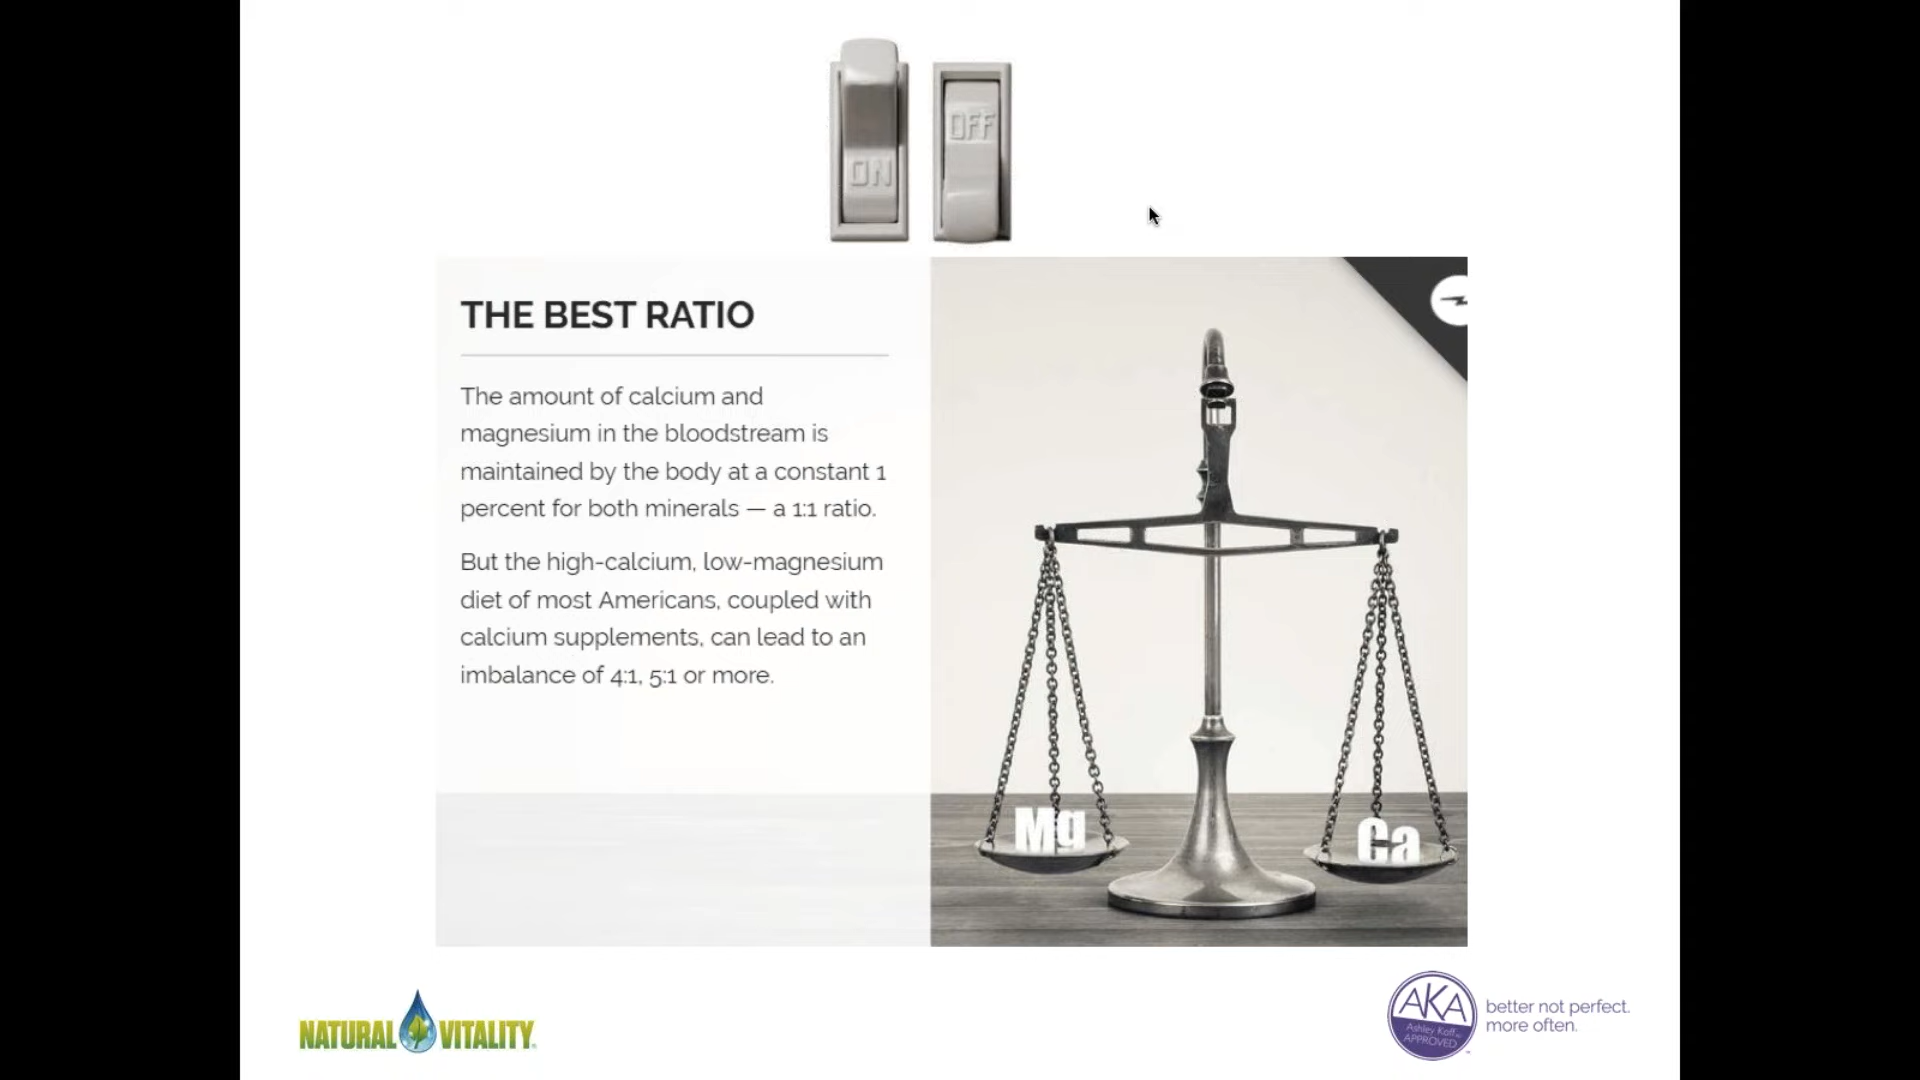 ON
OFF
THE BEST RATIO
The amount of calcium and
magnesium in the bloodstream is
maintained by the body at a constant 1
percent for both minerals — a 1:1 ratio.
But the high-calcium, low-magnesium
diet of most Americans, coupled with
calcium supplements, can lead to an
imbalance of 4:1, 5:1 or more.
Mg
Ca
NATURAL VITALITY
AKA
Ashley Koff
APPROVED
better not perfect.
more often.